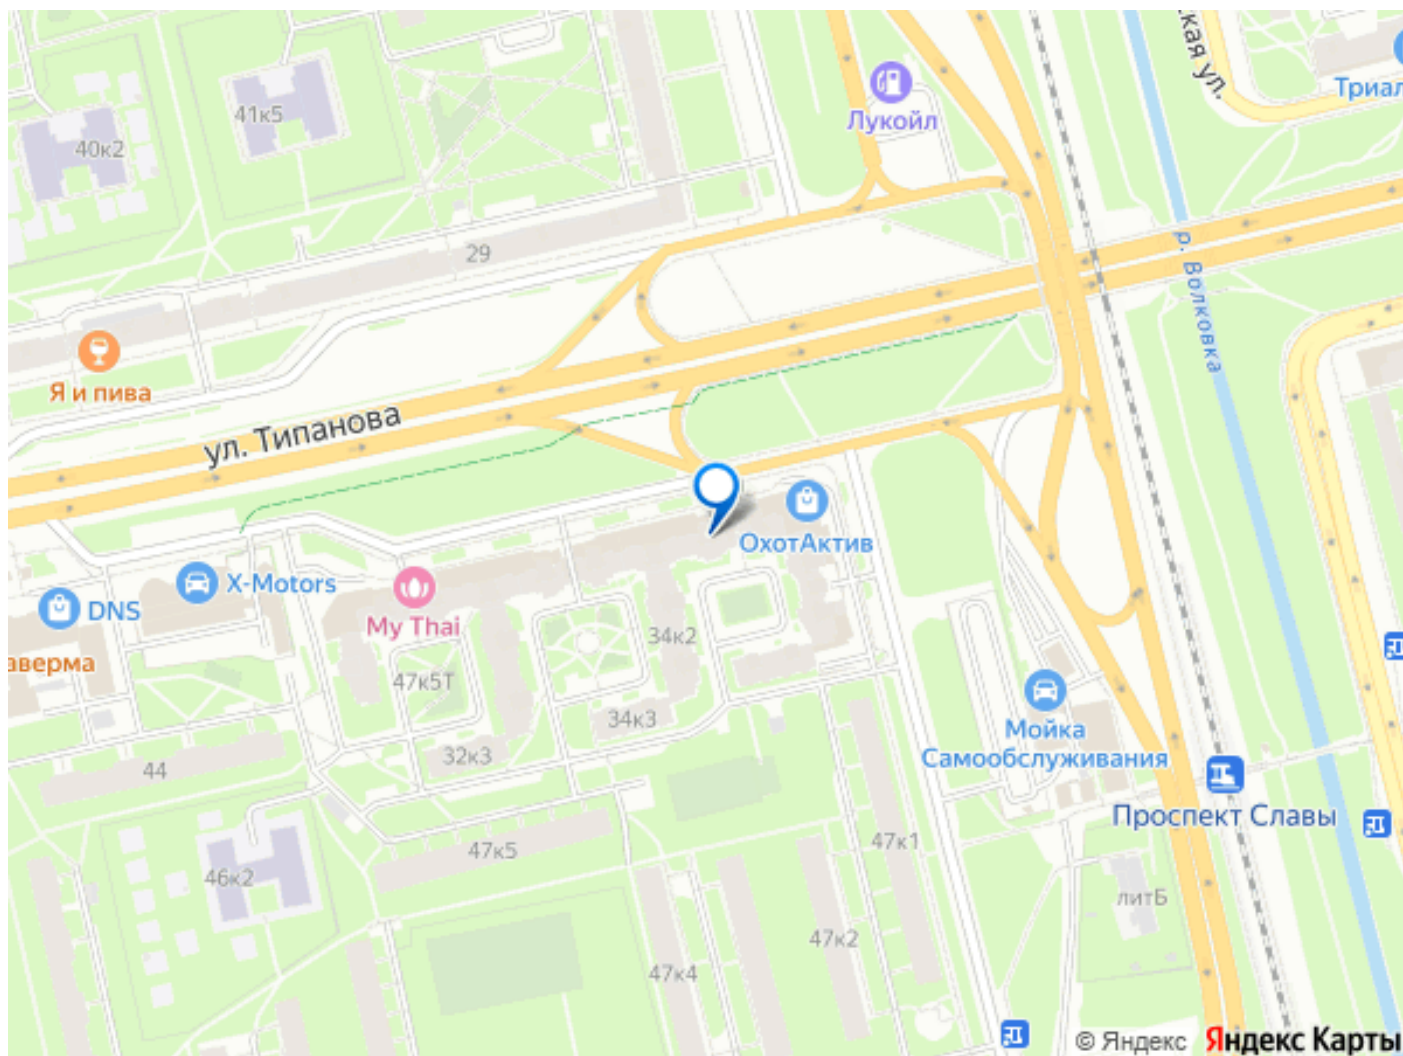 ская ул.
Триал
Лукойл
41к5
40к2
29
р. Волковка
Я и пива
ул. Типанова
ОхотАктив
X-Motors
DNS
My Thai
аверма
34к2
47к5Т
34к3
32к3
44
Мойка
Самообслуживания
Проспект Славы
47к5
47к1
46к2
литБ
47к2
47к4
© Яндекс Яндекс Карты